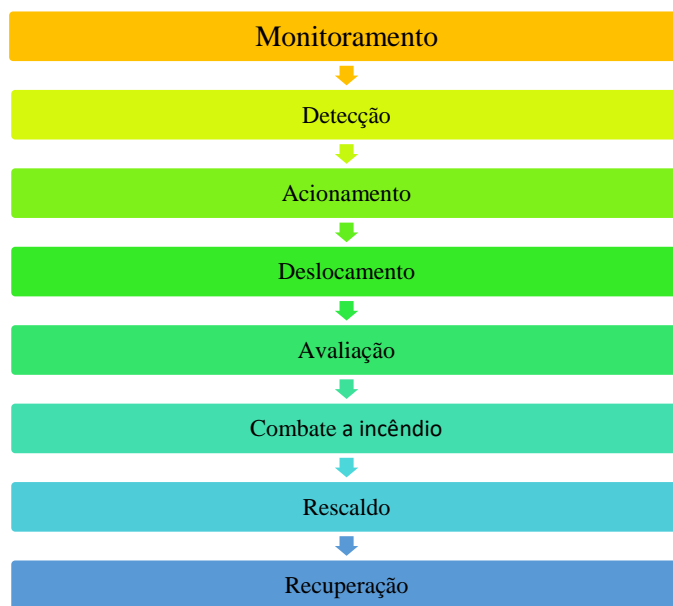 Monitoramento
Detecção
Acionamento
Deslocamento
Avaliação
Combate a incêndio
Rescaldo
Recuperação